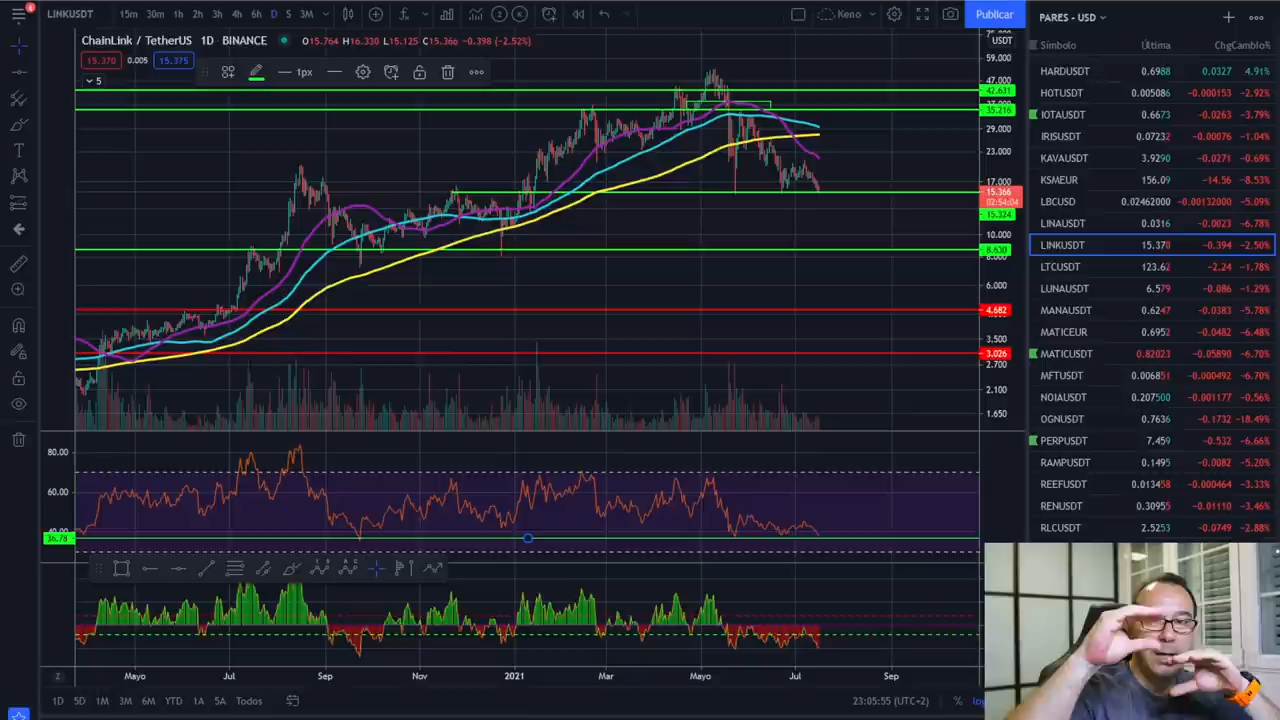 LINKUSDT 15m 30m 1h 2h 3h 4h 6h D S 3M Keno Publicar
PARES - USD
ChainLink / TetherUS 1D BINANCE O15.764 H16.330 L15.125 C15.366 -0.398 (-2.52%)
USDT
15.370 0.005 15.375
1px
5
59.000
47.000
42.631
35.216
29.000
23.000
17.000
15.366
02:54:04
15.324
10.000
8.630
6.000
4.682
3.500
3.026
2.700
2.100
1.650
80.00
60.00
40.00
36.78
Z Mayo Jul Sep Nov 2021 Mar Mayo Jul Sep
1D 5D 1M 3M 6M YTD 1A 5A Todos 23:05:55 (UTC+2) %
Símbolo Última Chg Cambio%
HARDUSDT 0.6988 0.0327 4.91%
HOTUSDT 0.005086 -0.000153 -2.92%
IOTAUSDT 0.6673 -0.0263 -3.79%
IRISUSDT 0.07232 -0.00076 -1.04%
KAVAUSDT 3.9290 -0.0271 -0.69%
KSMEUR 156.09 -14.56 -8.53%
LBCUSD 0.02462000 -0.00132000 -5.09%
LINAUSDT 0.0316 -0.0023 -6.78%
LINKUSDT 15.370 -0.394 -2.50%
LTCUSDT 123.62 -2.24 -1.78%
LUNAUSDT 6.579 -0.086 -1.29%
MANAUSDT 0.6247 -0.0383 -5.78%
MATICEUR 0.6952 -0.0482 -6.48%
MATICUSDT 0.82023 -0.05890 -6.70%
MFTUSDT 0.006851 -0.000492 -6.70%
NOIAUSDT 0.207500 -0.001177 -0.56%
OGNUSDT 0.7636 -0.1732 -18.49%
PERPUSDT 7.459 -0.532 -6.66%
RAMPUSDT 0.1495 -0.0082 -5.20%
REEFUSDT 0.013458 -0.000464 -3.33%
RENUSDT 0.30955 -0.01110 -3.46%
RLCUSDT 2.5253 -0.0749 -2.88%